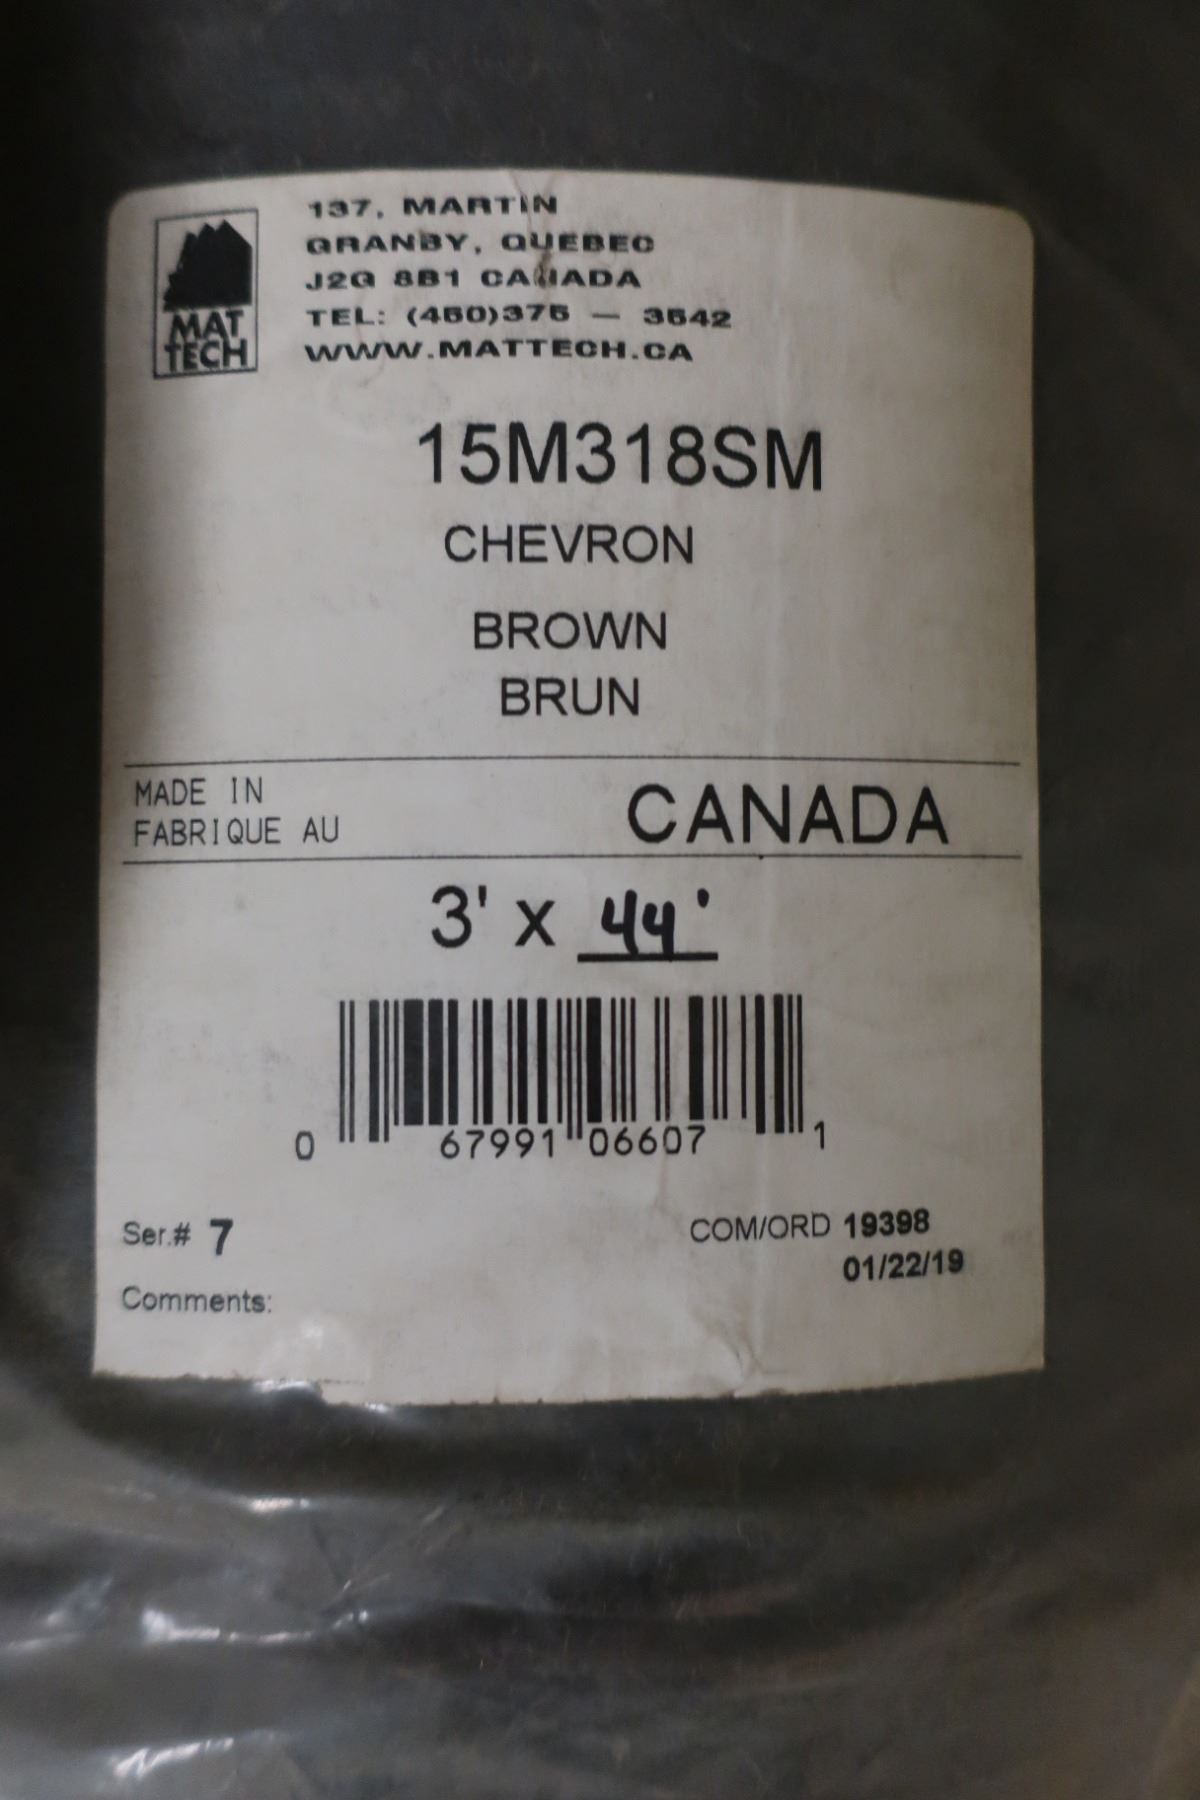 MAT
TECH
137, MARTIN
GRANBY, QUEBEC
J2G 8B1 CANADA
TEL: (450)375 — 3542
WWW.MATTECH.CA
15M318SM
CHEVRON
BROWN
BRUN
MADE IN
FABRIQUE AU
CANADA
3' x 44'
0 67991 06607 1
Ser.# 7
COM/ORD 19398
01/22/19
Comments: